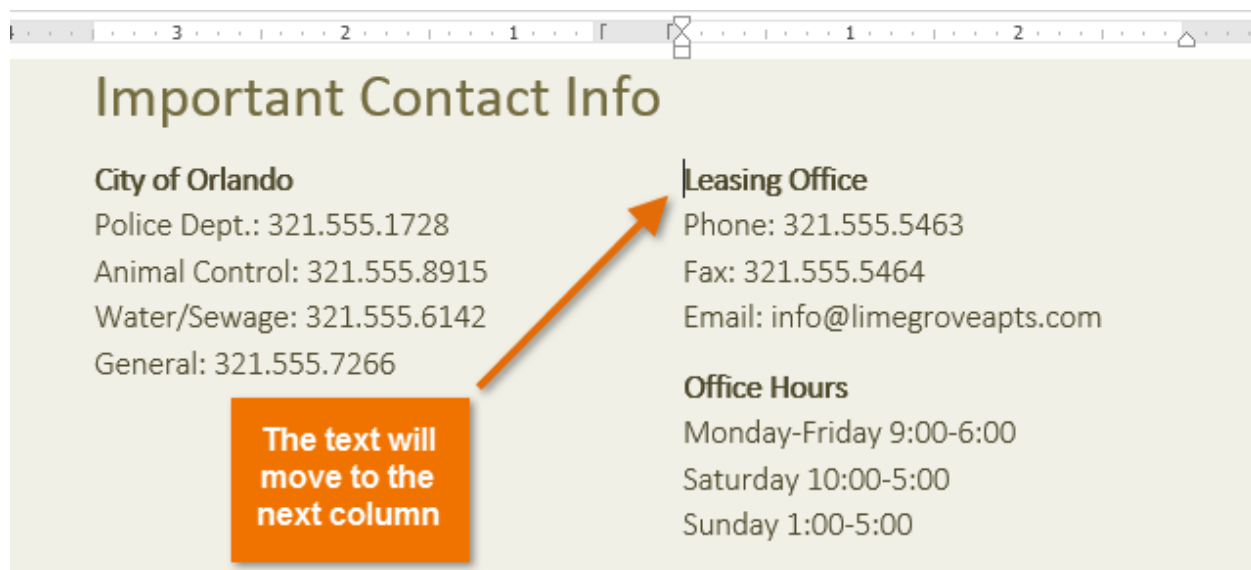 3 2 1 1 2
Important Contact Info
City of Orlando
Police Dept.: 321.555.1728
Animal Control: 321.555.8915
Water/Sewage: 321.555.6142
General: 321.555.7266
The text will
move to the
next column
Leasing Office
Phone: 321.555.5463
Fax: 321.555.5464
Email: info@limegroveapts.com
Office Hours
Monday-Friday 9:00-6:00
Saturday 10:00-5:00
Sunday 1:00-5:00